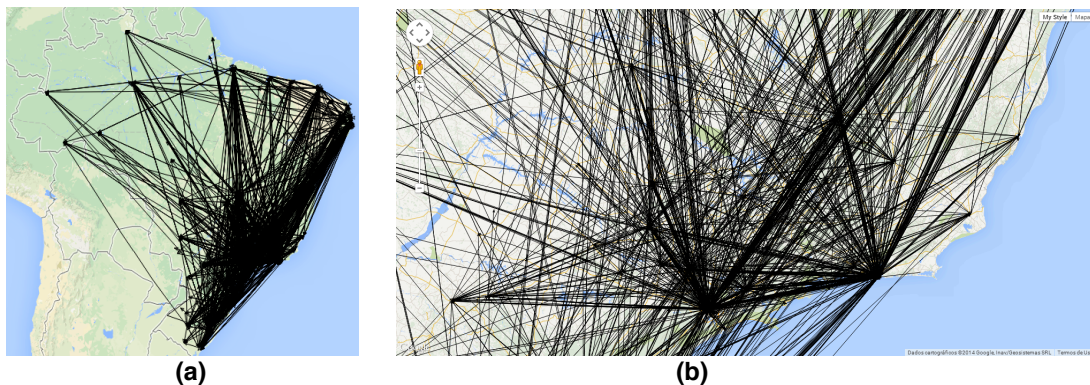 My Style
Dados cartográficos ©2014 Google, Inav/Geosistemas SRL
Termos de Us
(a)
(b)